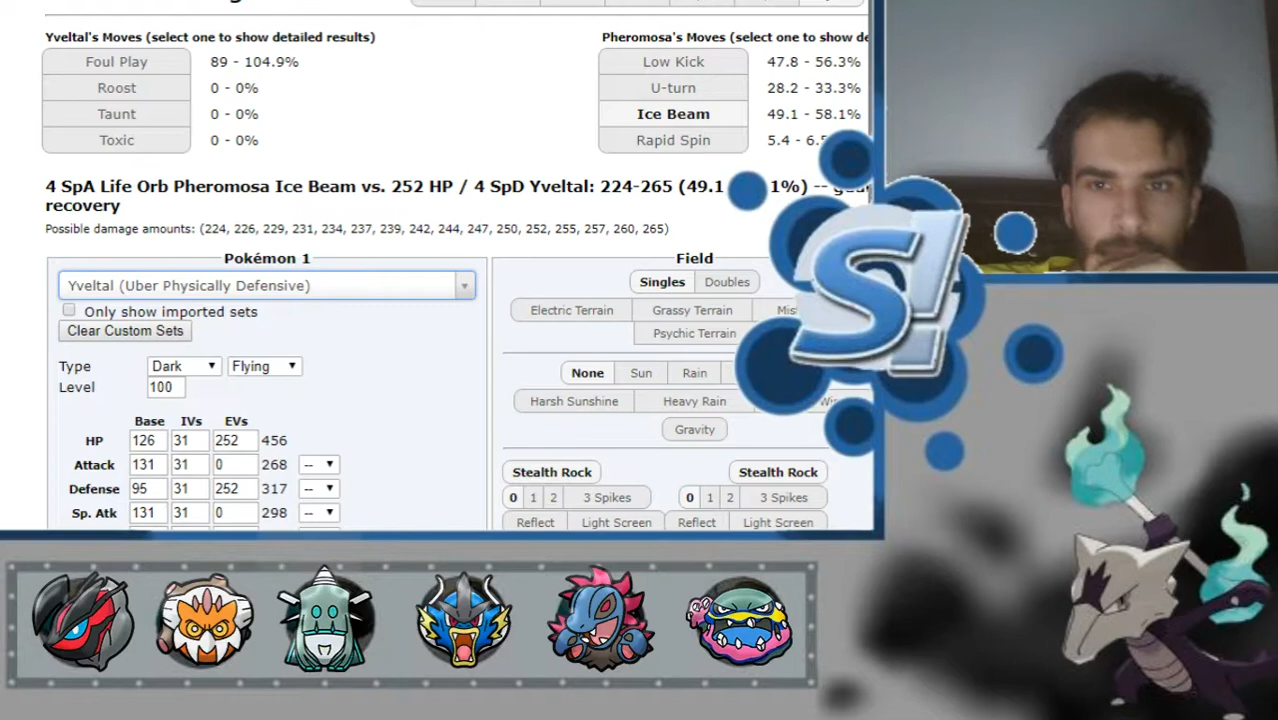 Yveltal's Moves (select one to show detailed results)
Foul Play 89 - 104.9%
Roost 0 - 0%
Taunt 0 - 0%
Toxic 0 - 0%
Pheromosa's Moves (select one to show de
Low Kick 47.8 - 56.3%
U-turn 28.2 - 33.3%
Ice Beam 49.1 - 58.1%
Rapid Spin 5.4 - 6.
4 SpA Life Orb Pheromosa Ice Beam vs. 252 HP / 4 SpD Yveltal: 224-265 (49.1 1%) --
recovery
Possible damage amounts: (224, 226, 229, 231, 234, 237, 239, 242, 244, 247, 250, 252, 255, 257, 260, 265)
Pokémon 1
Yveltal (Uber Physically Defensive)
Only show imported sets
Clear Custom Sets
Type Dark Flying
Level 100
Base IVs EVs
HP 126 31 252 456
Attack 131 31 0 268 --
Defense 95 31 252 317 --
Sp. Atk 131 31 0 298 --
Field
Singles Doubles
Electric Terrain Grassy Terrain Mis
Psychic Terrain
None Sun Rain
Harsh Sunshine Heavy Rain Wi
Gravity
Stealth Rock Stealth Rock
0 1 2 3 Spikes 0 1 2 3 Spikes
Reflect Light Screen Reflect Light Screen
S!